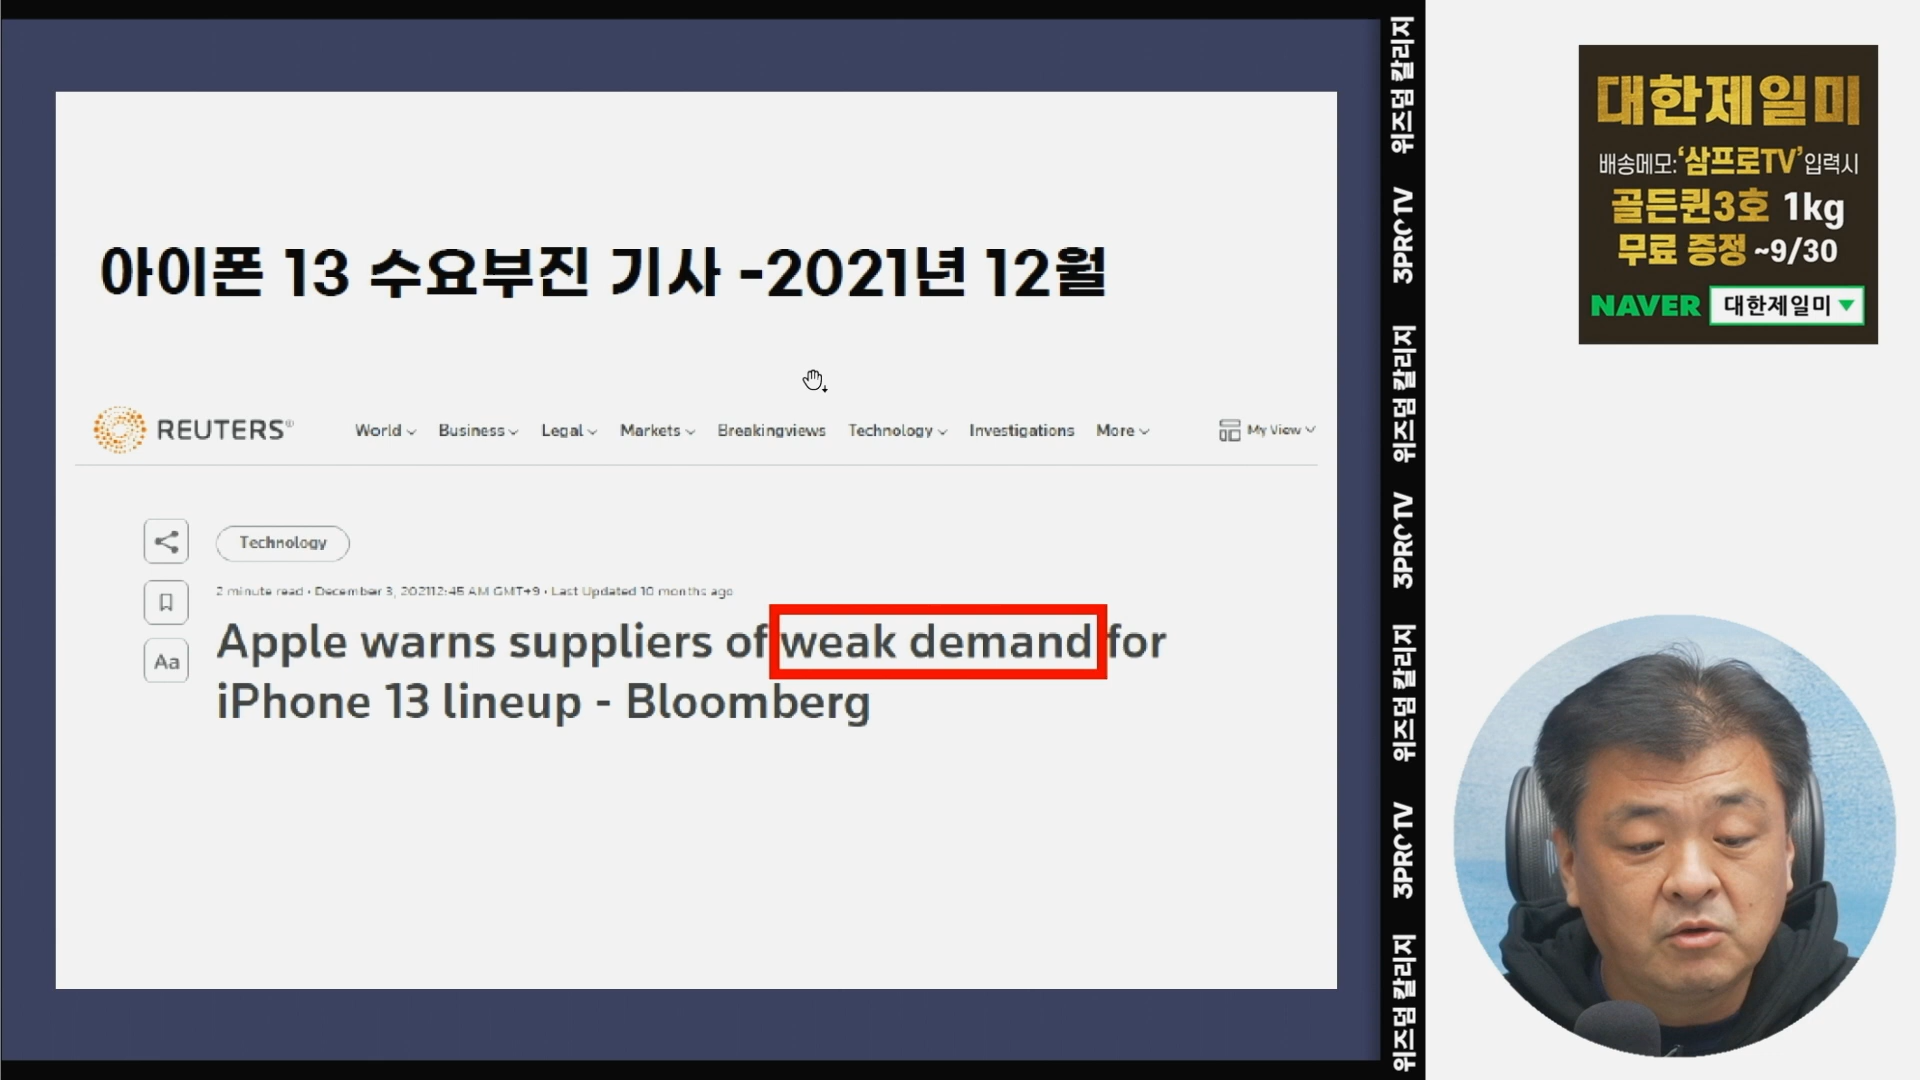 아이폰 13 수요부진 기사 -2021년 12월
REUTERS®
World Business Legal Markets Breakingviews Technology Investigations More My View
Technology
2 minute read • December 3, 202112:45 AM GMT+9 • Last Updated 10 months ago
Aa
Apple warns suppliers of weak demand for
iPhone 13 lineup - Bloomberg
위즈덤 칼리지
3PROTV
위즈덤 칼리지
3PROTV
위즈덤 칼리지
3PROTV
위즈덤 칼리지
대한제일미
배송메모:'삼프로TV'입력시
골든퀸3호 1kg
무료 증정 ~9/30
NAVER 대한제일미